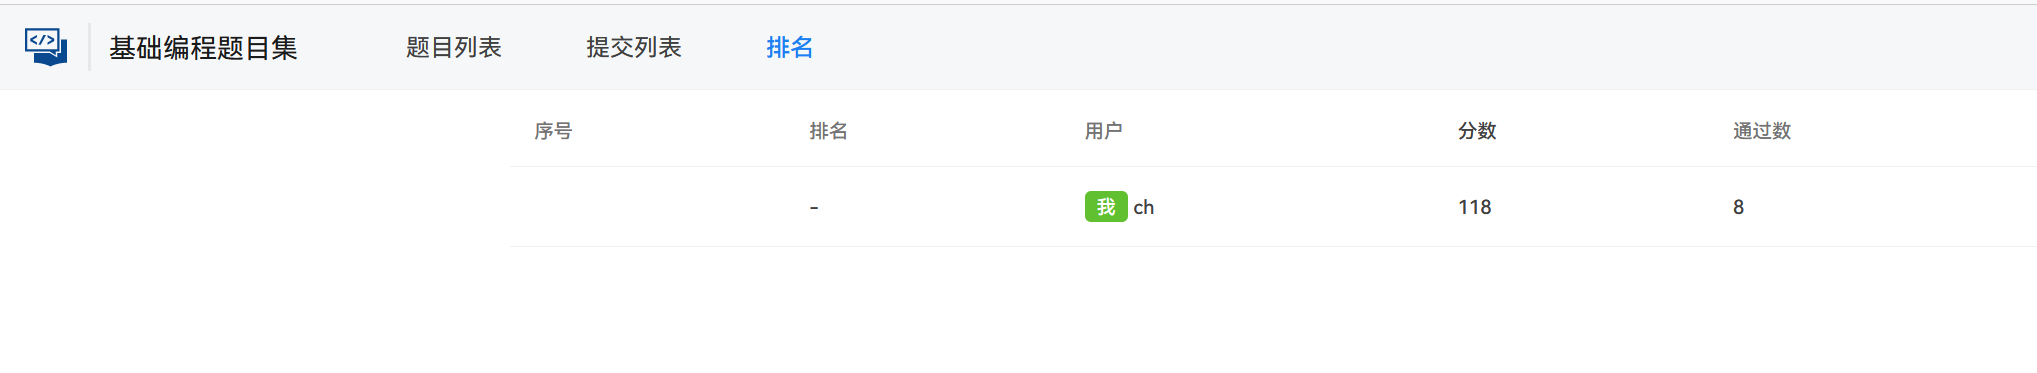 </> 基础编程题目集 题目列表 提交列表 排名
序号 排名 用户 分数 通过数
- 我 ch 118 8